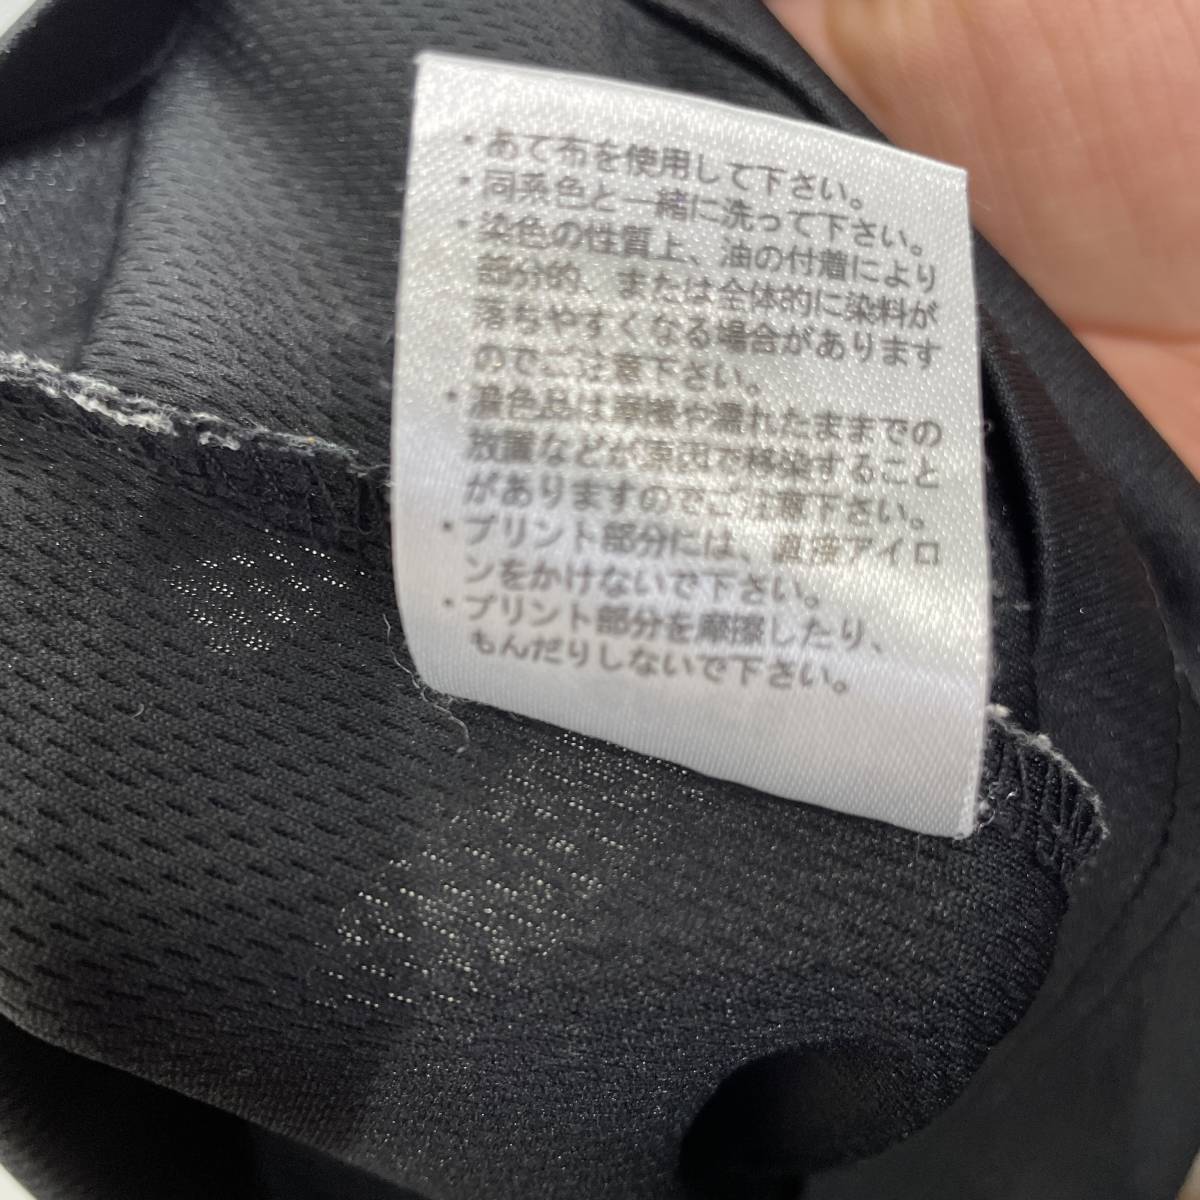 ・あて布を使用して下さい。
・同系色と一緒に洗って下さい。
・染色の性質上、油の付着により
部分的、または全体的に染料が
落ちやすくなる場合があります
のでご注意下さい。
・濃色品は摩擦や濡れたままでの
放置などが原因で移染すること
がありますのでご注意下さい。
・プリント部分には、直接アイロ
ンをかけないで下さい。
・プリント部分を摩擦したり、
もんだりしないで下さい。